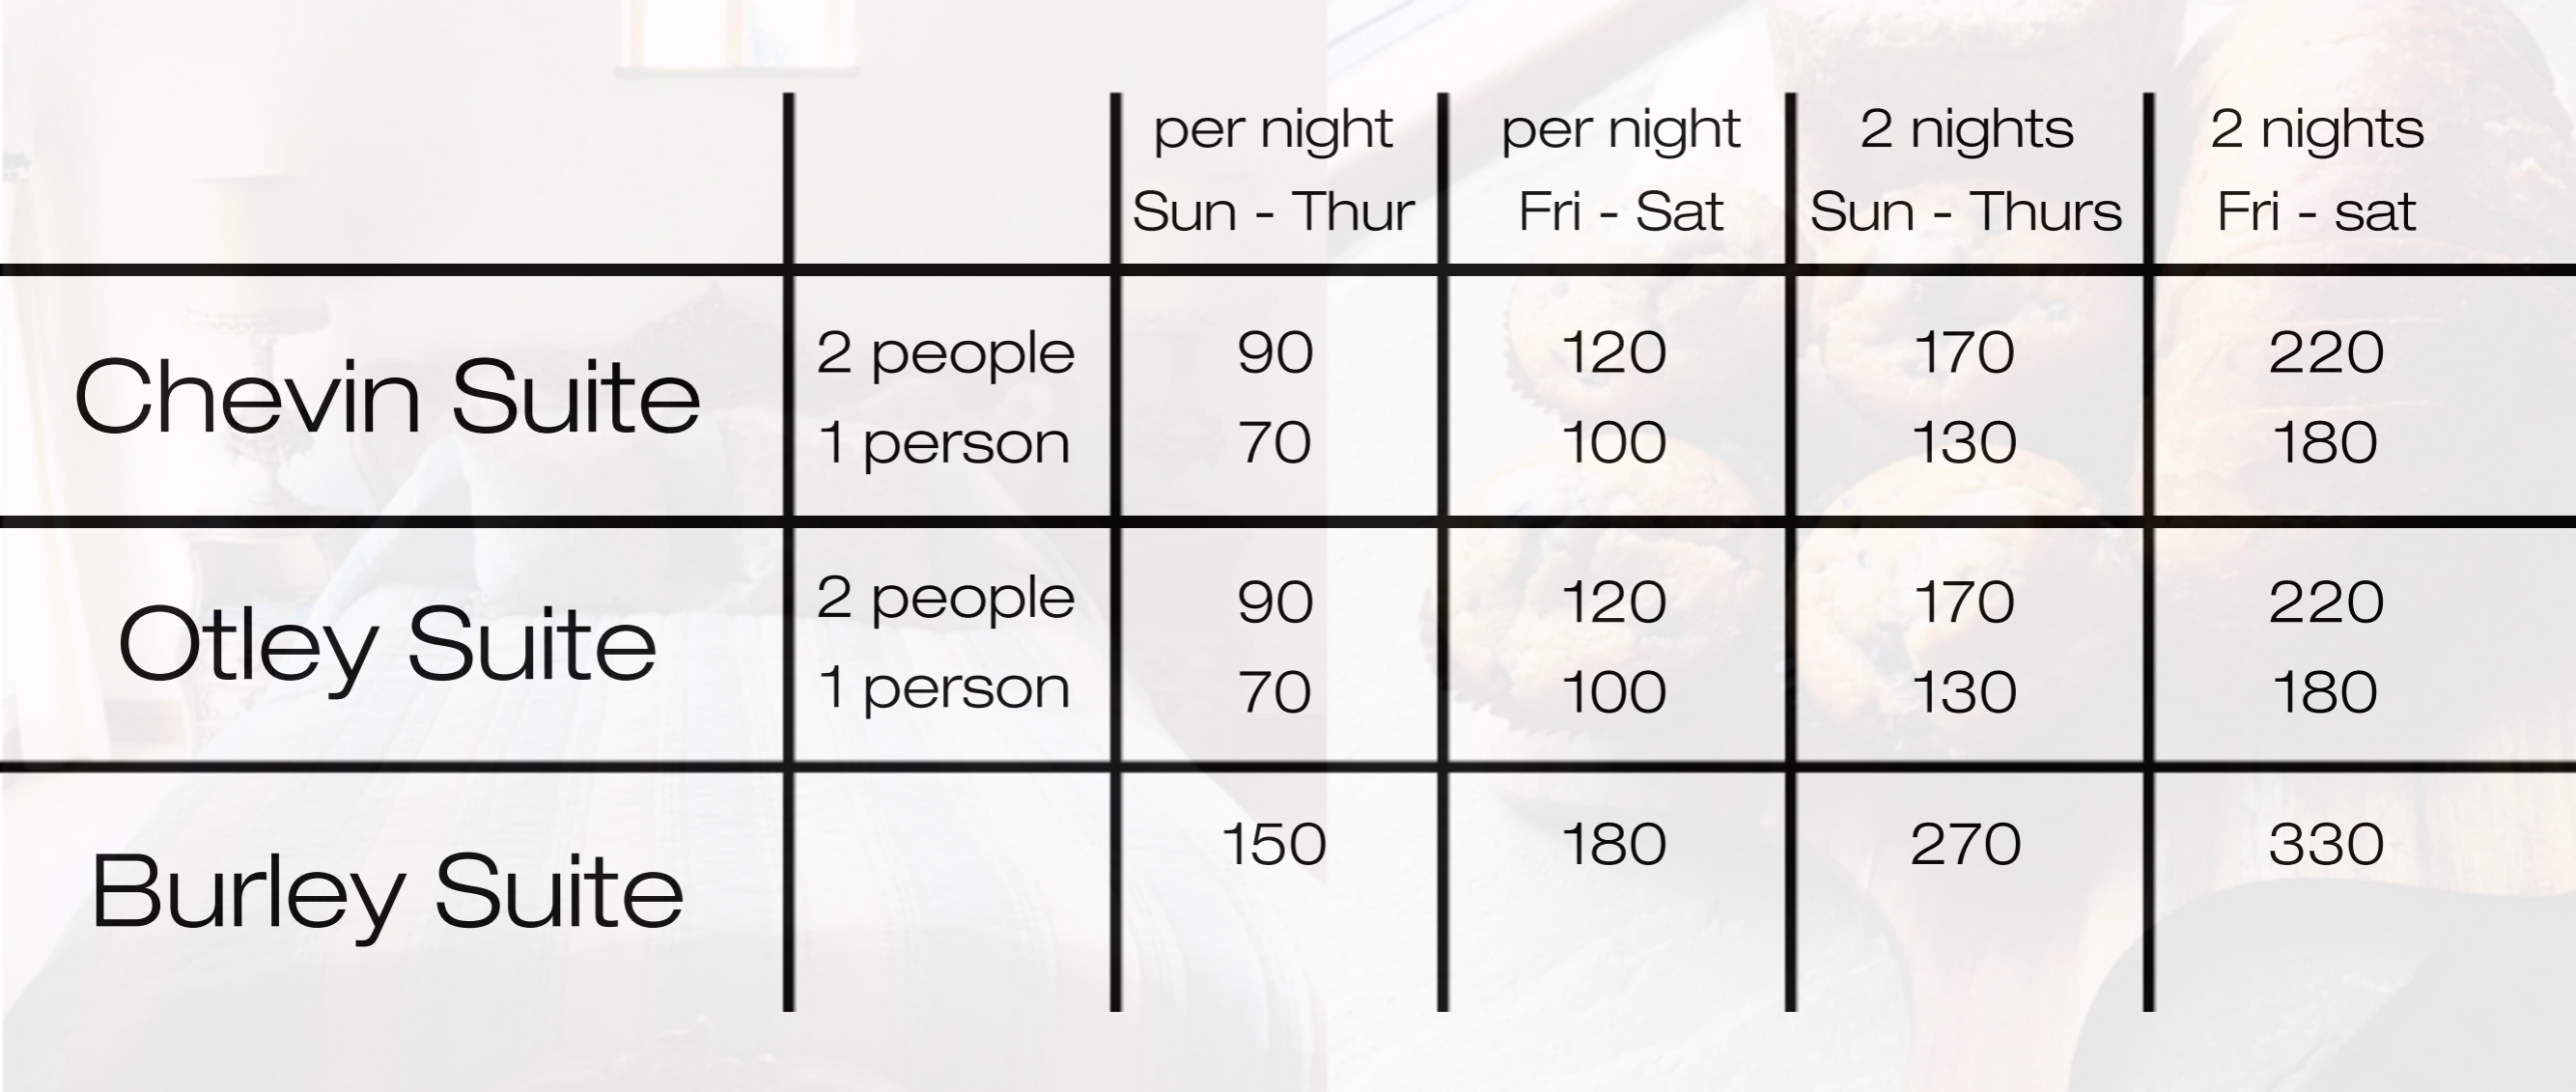 per night per night 2 nights 2 nights
Sun - Thur Fri - Sat Sun - Thurs Fri - sat
Chevin Suite
2 people 90 120 170 220
1 person 70 100 130 180
Otley Suite
2 people 90 120 170 220
1 person 70 100 130 180
Burley Suite
150 180 270 330